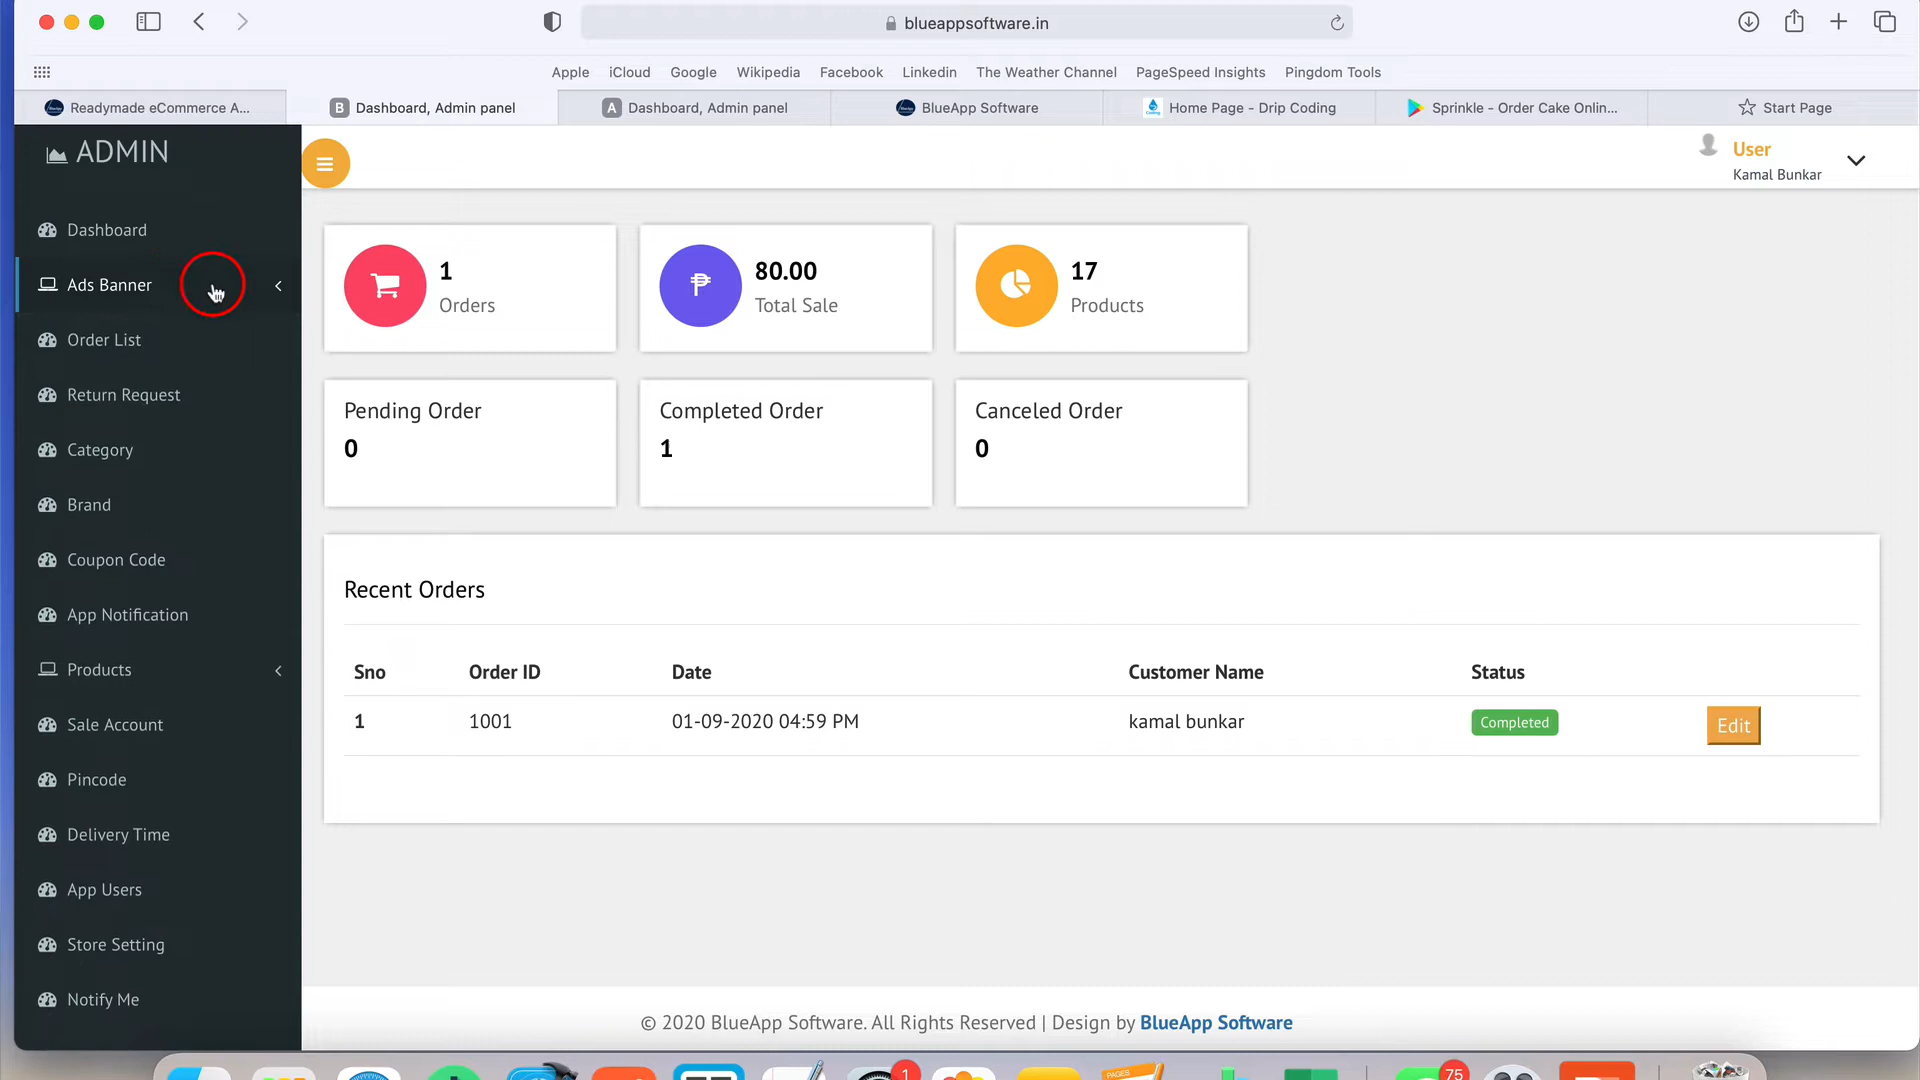 blueappsoftware.in
Apple iCloud Google Wikipedia Facebook Linkedin The Weather Channel PageSpeed Insights Pingdom Tools
Readymade eCommerce A...
B Dashboard, Admin panel
A Dashboard, Admin panel
BlueApp Software
Home Page - Drip Coding
Sprinkle - Order Cake Onlin...
Start Page
ADMIN
User
Kamal Bunkar
Dashboard
Ads Banner
Order List
Return Request
Category
Brand
Coupon Code
App Notification
Products
Sale Account
Pincode
Delivery Time
App Users
Store Setting
Notify Me
1
Orders
80.00
Total Sale
17
Products
Pending Order
0
Completed Order
1
Canceled Order
0
Recent Orders
Sno Order ID Date Customer Name Status
1 1001 01-09-2020 04:59 PM kamal bunkar Completed Edit
© 2020 BlueApp Software. All Rights Reserved | Design by BlueApp Software
1
PAGES
75